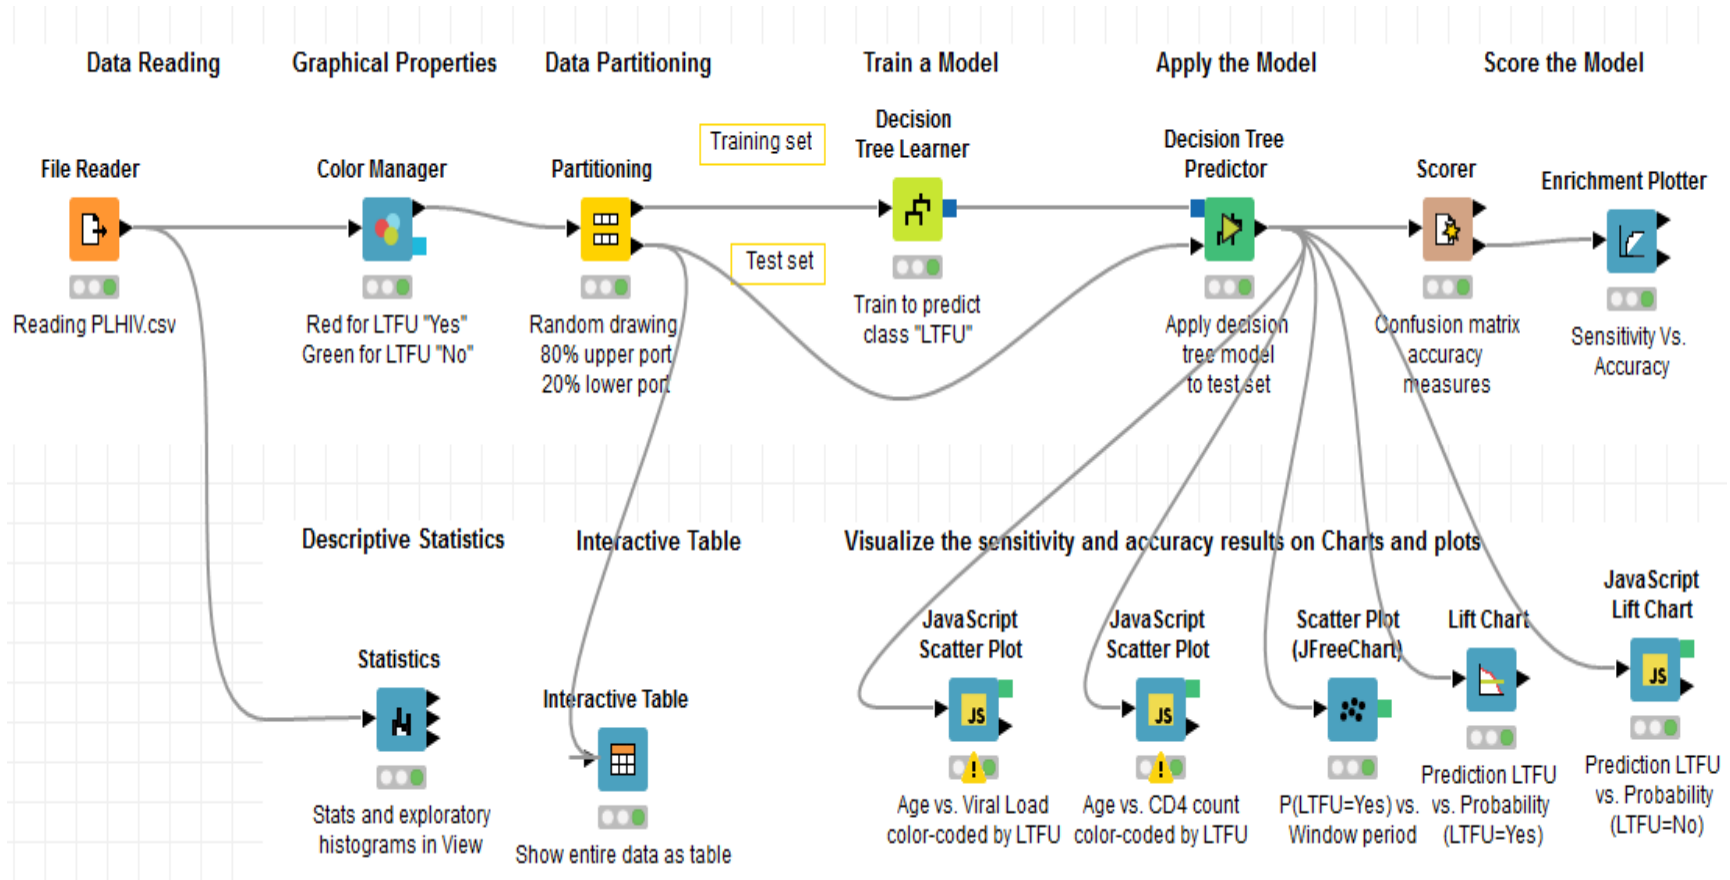 Data Reading
Graphical Properties
Data Partitioning
Train a Model
Apply the Model
Score the Model
File Reader
Reading PLHIV.csv
Color Manager
Red for LTFU "Yes"
Green for LTFU "No"
Partitioning
Random drawing
80% upper port
20% lower port
Training set
Test set
Decision
Tree Learner
Train to predict
class "LTFU"
Decision Tree
Predictor
Apply decision
tree model
to test set
Scorer
Confusion matrix
accuracy
measures
Enrichment Plotter
Sensitivity Vs.
Accuracy
Descriptive Statistics
Interactive Table
Visualize the sensitivity and accuracy results on Charts and plots
Statistics
Stats and exploratory
histograms in View
Interactive Table
Show entire data as table
JavaScript
Scatter Plot
JS
Age vs. Viral Load
color-coded by LTFU
JavaScript
Scatter Plot
JS
Age vs. CD4 count
color-coded by LTFU
Scatter Plot
(JFreeChart)
P(LTFU=Yes) vs.
Window period
Lift Chart
Prediction LTFU
vs. Probability
(LTFU=Yes)
JavaScript
Lift Chart
JS
Prediction LTFU
vs. Probability
(LTFU=No)